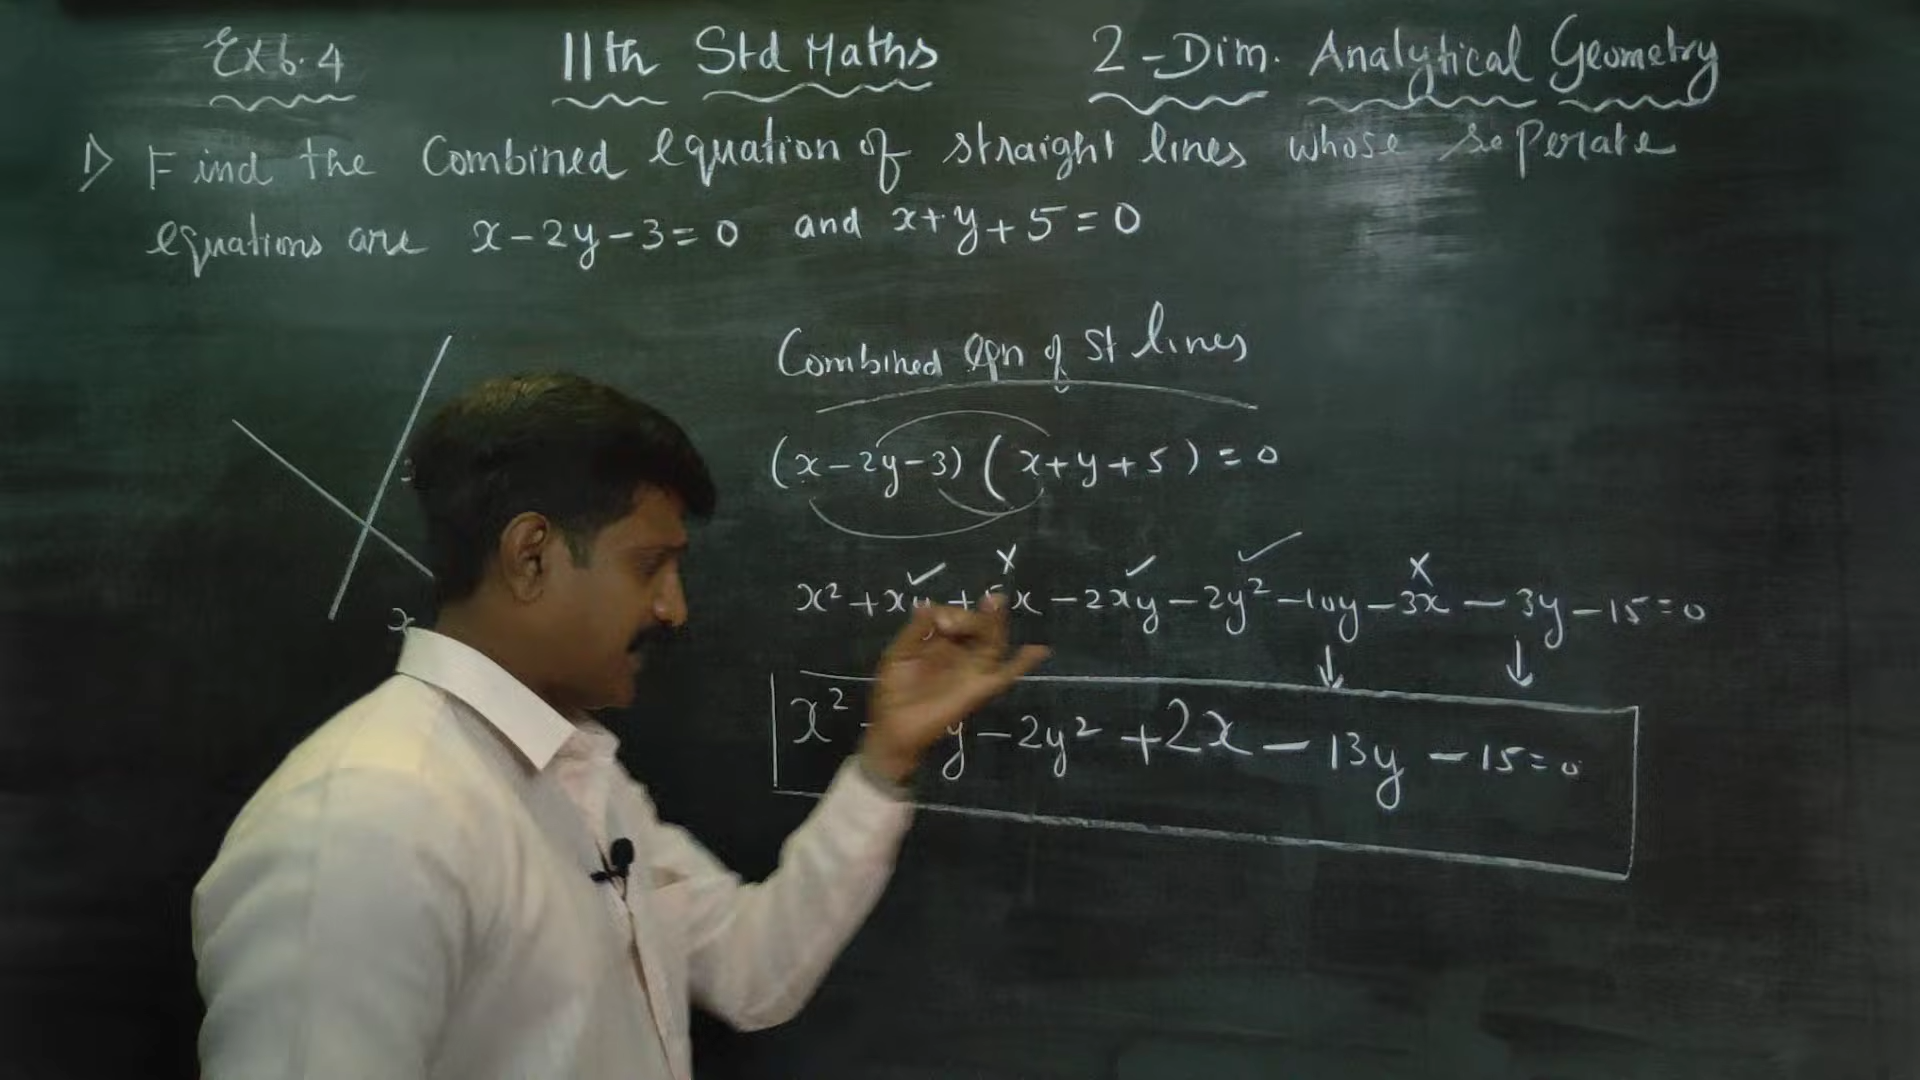 Ex 6.4 11th Std Maths 2-Dim. Analytical Geometry
1) Find the Combined equation of straight lines whose seperate
equations are x-2y-3=0 and x+y+5=0
Combined Eqn of St lines
(x-2y-3) (x+y+5)=0
x²+xy+5x-2xy-2y²-10y-3x-3y-15=0
x² - y-2y²+2x-13y-15=0